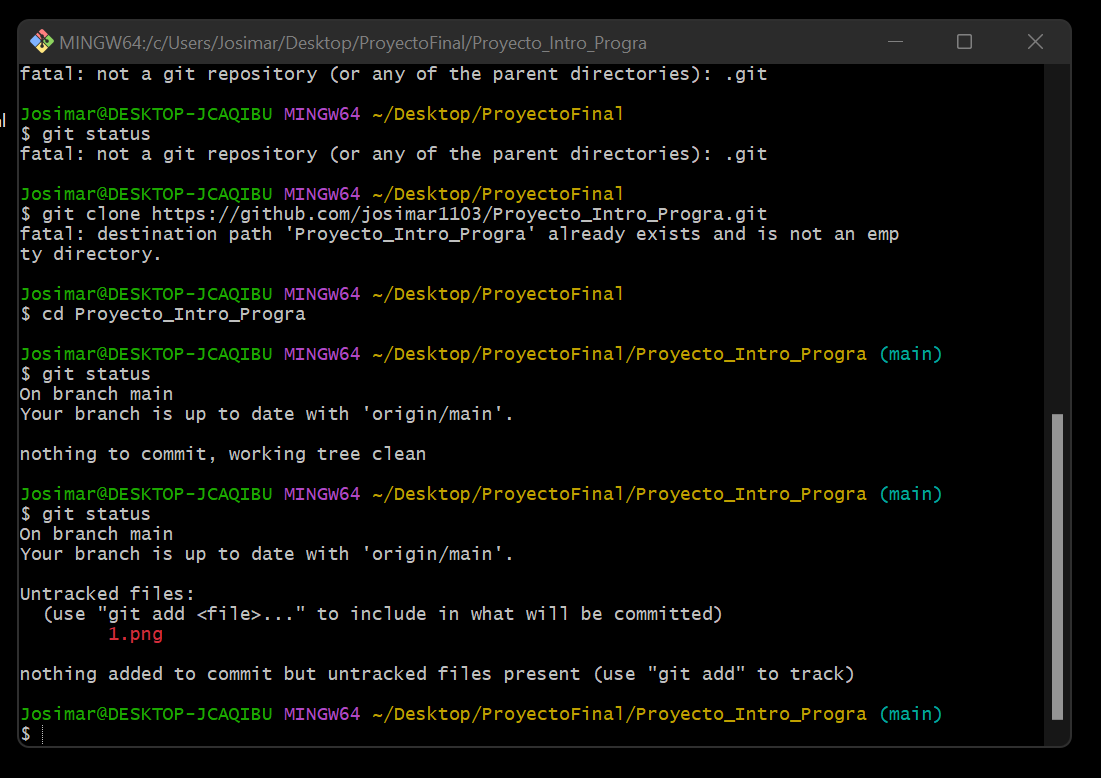 MINGW64:/c/Users/Josimar/Desktop/ProyectoFinal/Proyecto_Intro_Progra
fatal: not a git repository (or any of the parent directories): .git
Josimar@DESKTOP-JCAQIBU MINGW64 ~/Desktop/ProyectoFinal
$ git status
fatal: not a git repository (or any of the parent directories): .git
Josimar@DESKTOP-JCAQIBU MINGW64 ~/Desktop/ProyectoFinal
$ git clone https://github.com/josimar1103/Proyecto_Intro_Progra.git
fatal: destination path 'Proyecto_Intro_Progra' already exists and is not an emp
ty directory.
Josimar@DESKTOP-JCAQIBU MINGW64 ~/Desktop/ProyectoFinal
$ cd Proyecto_Intro_Progra
Josimar@DESKTOP-JCAQIBU MINGW64 ~/Desktop/ProyectoFinal/Proyecto_Intro_Progra (main)
$ git status
On branch main
Your branch is up to date with 'origin/main'.
nothing to commit, working tree clean
Josimar@DESKTOP-JCAQIBU MINGW64 ~/Desktop/ProyectoFinal/Proyecto_Intro_Progra (main)
$ git status
On branch main
Your branch is up to date with 'origin/main'.
Untracked files:
  (use "git add <file>..." to include in what will be committed)
        1.png
nothing added to commit but untracked files present (use "git add" to track)
Josimar@DESKTOP-JCAQIBU MINGW64 ~/Desktop/ProyectoFinal/Proyecto_Intro_Progra (main)
$